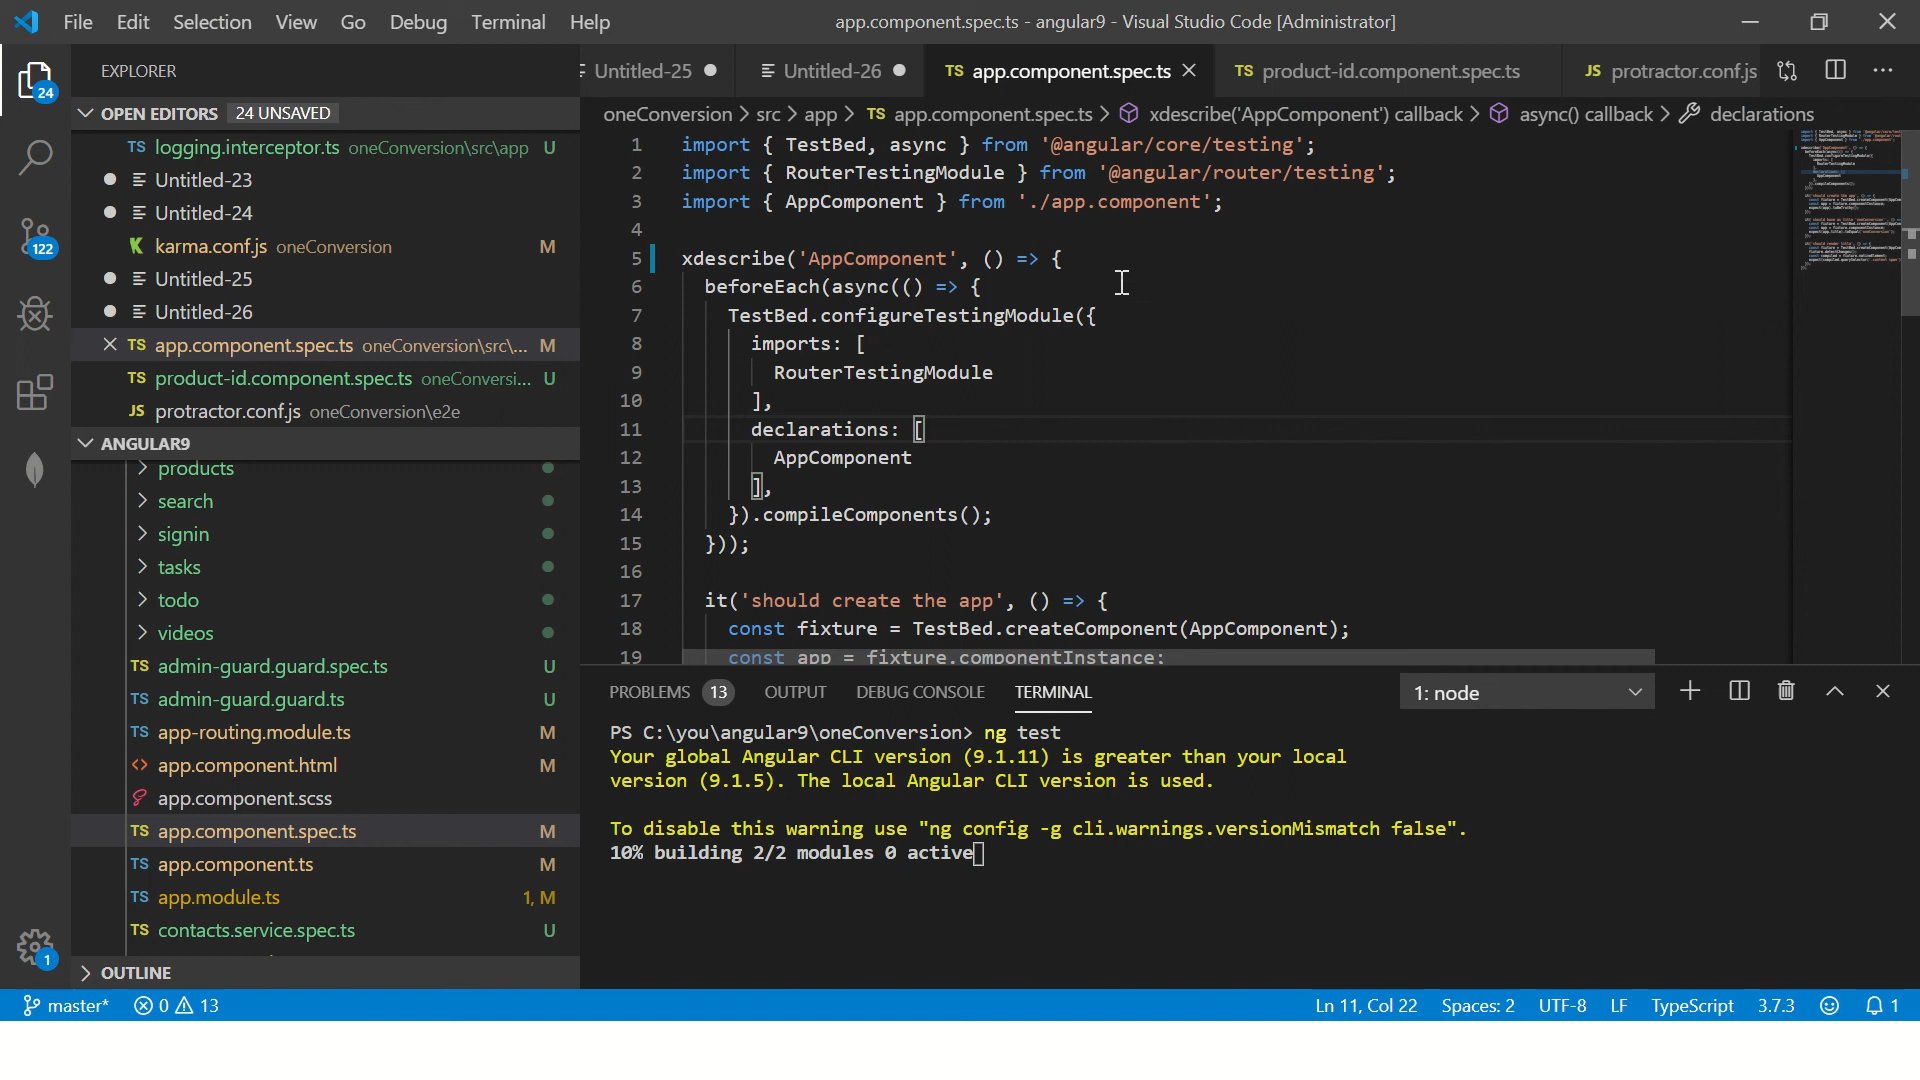 File Edit Selection View Go Debug Terminal Help
app.component.spec.ts - angular9 - Visual Studio Code [Administrator]
EXPLORER
Untitled-25
Untitled-26
TS app.component.spec.ts
TS product-id.component.spec.ts
JS protractor.conf.js
24
OPEN EDITORS 24 UNSAVED
TS logging.interceptor.ts oneConversion\src\app U
Untitled-23
Untitled-24
karma.conf.js oneConversion M
Untitled-25
Untitled-26
TS app.component.spec.ts oneConversion\src\... M
TS product-id.component.spec.ts oneConversi... U
JS protractor.conf.js oneConversion\e2e
122
ANGULAR9
products
search
signin
tasks
todo
videos
TS admin-guard.guard.spec.ts U
TS admin-guard.guard.ts U
TS app-routing.module.ts M
app.component.html M
app.component.scss
TS app.component.spec.ts M
TS app.component.ts M
TS app.module.ts 1, M
TS contacts.service.spec.ts U
1
OUTLINE
oneConversion > src > app > TS app.component.spec.ts > xdescribe('AppComponent') callback > async() callback > declarations
1 import { TestBed, async } from '@angular/core/testing';
2 import { RouterTestingModule } from '@angular/router/testing';
3 import { AppComponent } from './app.component';
4
5 xdescribe('AppComponent', () => {
6 beforeEach(async(() => {
7 TestBed.configureTestingModule({
8 imports: [
9 RouterTestingModule
10 ],
11 declarations: [
12 AppComponent
13 ],
14 }).compileComponents();
15 }));
16
17 it('should create the app', () => {
18 const fixture = TestBed.createComponent(AppComponent);
19 const app = fixture.componentInstance;
PROBLEMS 13 OUTPUT DEBUG CONSOLE TERMINAL 1: node
PS C:\you\angular9\oneConversion> ng test
Your global Angular CLI version (9.1.11) is greater than your local
version (9.1.5). The local Angular CLI version is used.
To disable this warning use "ng config -g cli.warnings.versionMismatch false".
10% building 2/2 modules 0 active
master* 0 13 Ln 11, Col 22 Spaces: 2 UTF-8 LF TypeScript 3.7.3 1